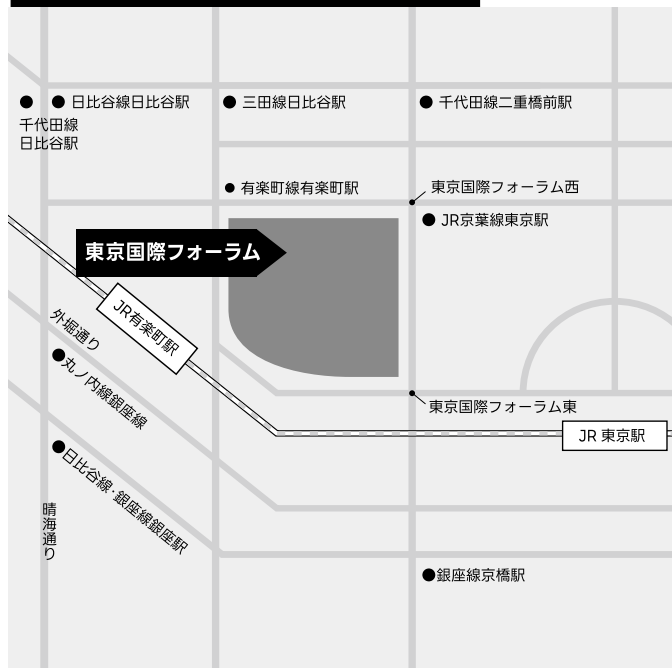 日比谷線日比谷駅
三田線日比谷駅
千代田線二重橋前駅
千代田線
日比谷駅
有楽町線有楽町駅
東京国際フォーラム西
JR京葉線東京駅
東京国際フォーラム
JR有楽町駅
外堀通り
丸ノ内線銀座線
東京国際フォーラム東
JR 東京駅
日比谷線・銀座線銀座駅
晴海通り
銀座線京橋駅